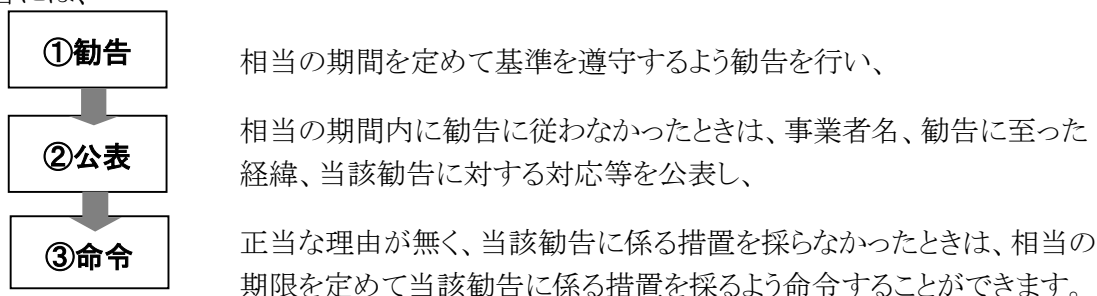 ①勧告
相当の期間を定めて基準を遵守するよう勧告を行い、
②公表
相当の期間内に勧告に従わなかったときは、事業者名、勧告に至った
経緯、当該勧告に対する対応等を公表し、
③命令
正当な理由が無く、当該勧告に係る措置を採らなかったときは、相当の
期限を定めて当該勧告に係る措置を採るよう命令することができます。